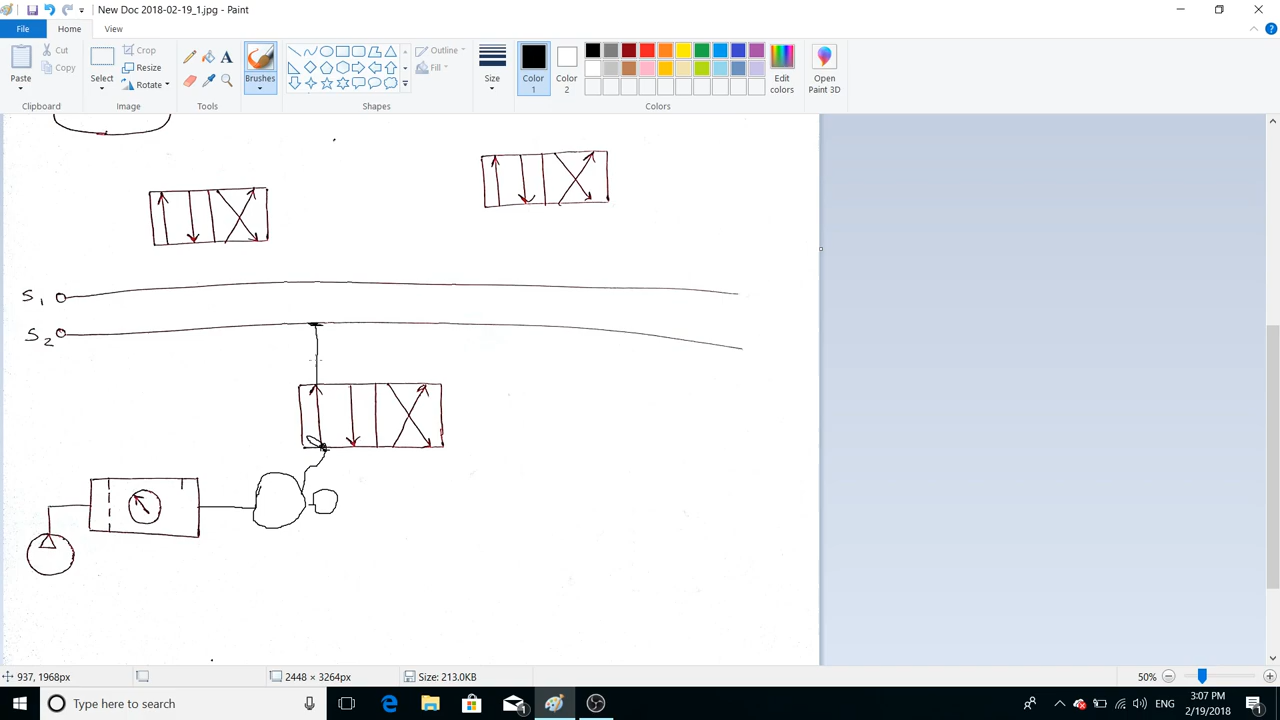 New Doc 2018-02-19_1.jpg - Paint
File Home View
Paste Cut Copy
Select Crop Resize Rotate
Brushes
Outline Fill
Size
Color 1
Color 2
Edit colors
Open Paint 3D
Clipboard Image Tools Shapes Colors
S1
S2
937, 1968px 2448 × 3264px Size: 213.0KB 50%
Type here to search
1
ENG
3:07 PM
2/19/2018
1